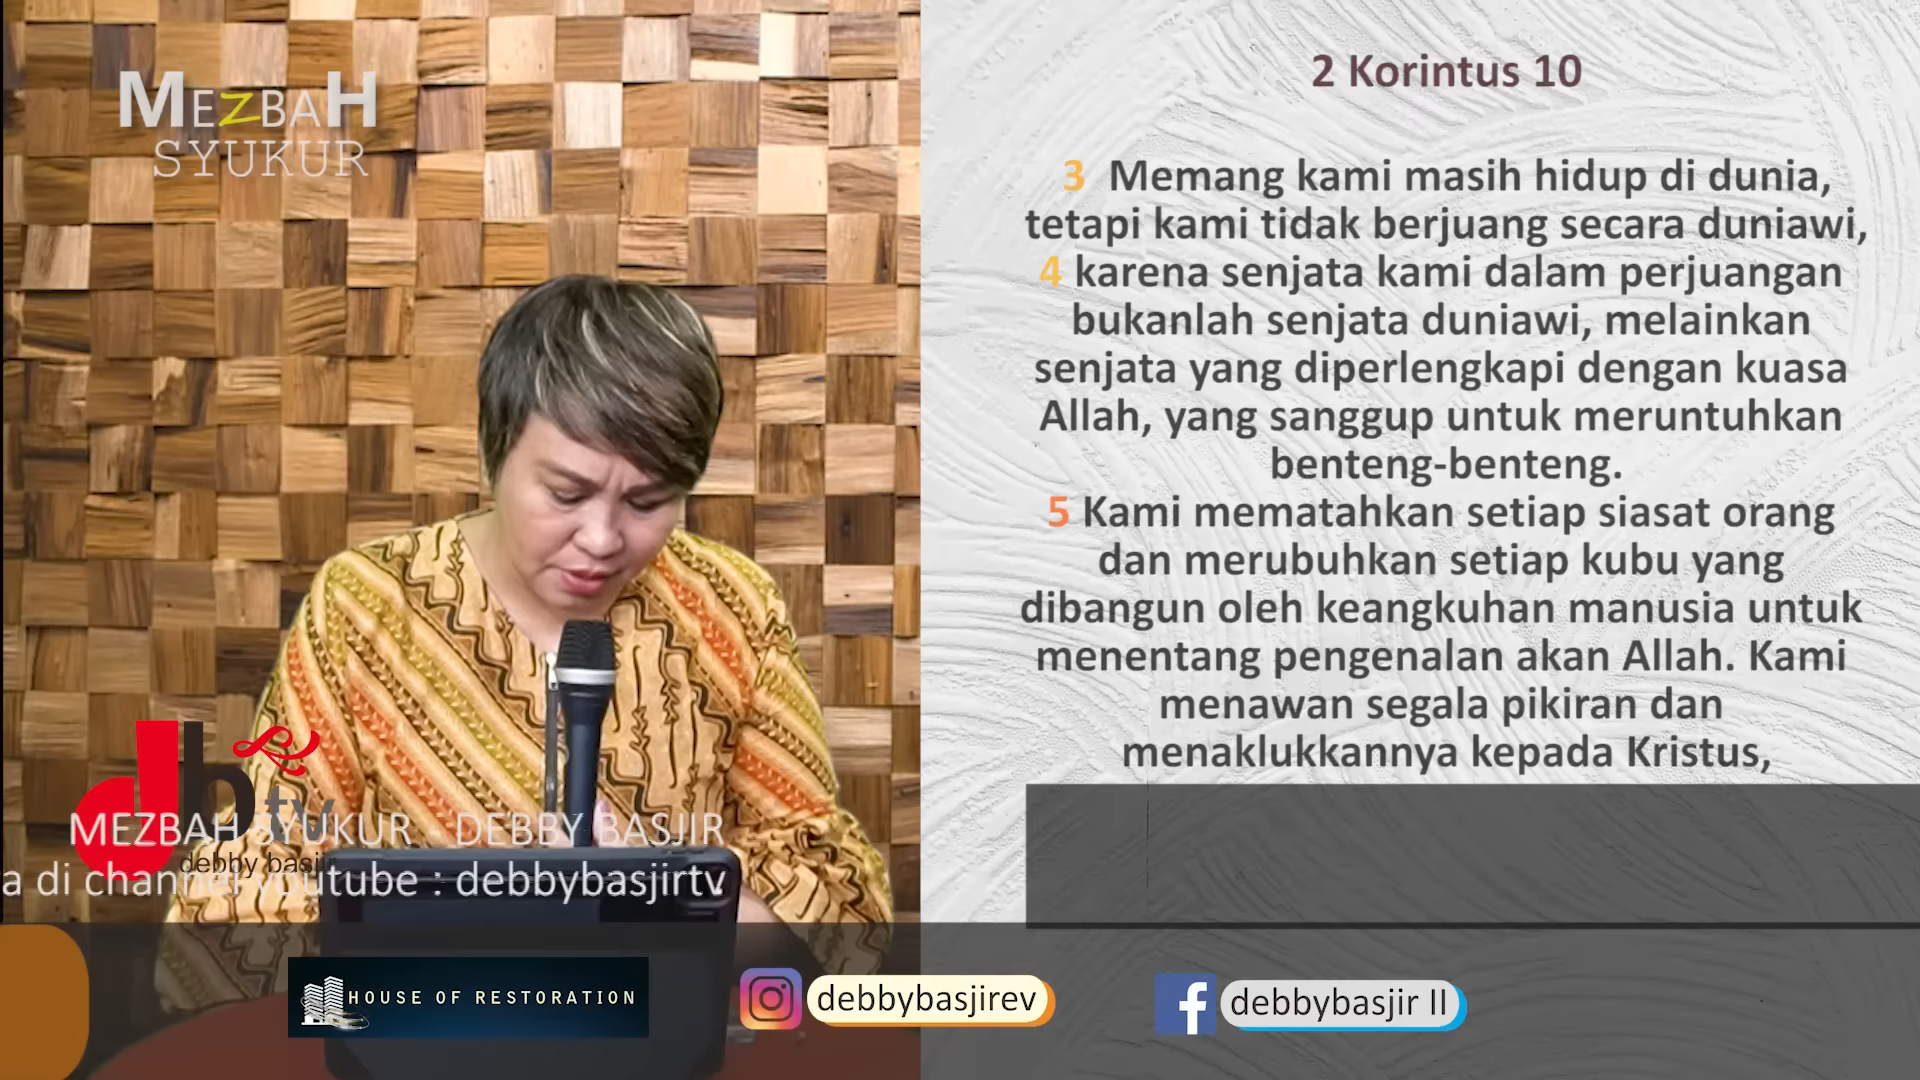 MEZBAH
SYUKUR
2 Korintus 10
3 Memang kami masih hidup di dunia,
tetapi kami tidak berjuang secara duniawi,
4 karena senjata kami dalam perjuangan
bukanlah senjata duniawi, melainkan
senjata yang diperlengkapi dengan kuasa
Allah, yang sanggup untuk meruntuhkan
benteng-benteng.
5 Kami mematahkan setiap siasat orang
dan merubuhkan setiap kubu yang
dibangun oleh keangkuhan manusia untuk
menentang pengenalan akan Allah. Kami
menawan segala pikiran dan
menaklukkannya kepada Kristus,
db tv
debby basjir
MEZBAH SYUKUR - DEBBY BASJIR
a di channel youtube : debbybasjirtv
HOUSE OF RESTORATION
debbybasjirev
debbybasjir II